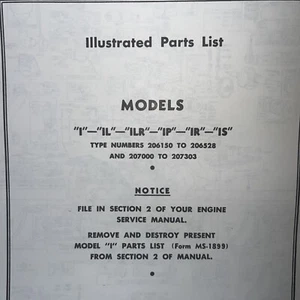 Illustrated Parts List
MODELS
"I"—"IL"—"ILR"—"IP"—"IR"—"IS"
TYPE NUMBERS 206150 TO 206528
AND 207000 TO 207303
NOTICE
FILE IN SECTION 2 OF YOUR ENGINE
SERVICE MANUAL.
REMOVE AND DESTROY PRESENT
MODEL "I" PARTS LIST (Form MS-1899)
FROM SECTION 2 OF MANUAL.